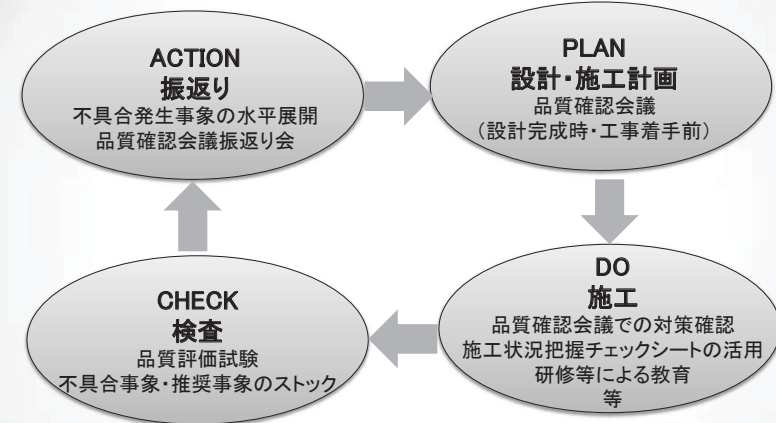 ACTION
振返り
不具合発生事象の水平展開
品質確認会議振返り会
PLAN
設計・施工計画
品質確認会議
（設計完成時・工事着手前）
DO
施工
品質確認会議での対策確認
施工状況把握チェックシートの活用
研修等による教育
等
CHECK
検査
品質評価試験
不具合事象・推奨事象のストック